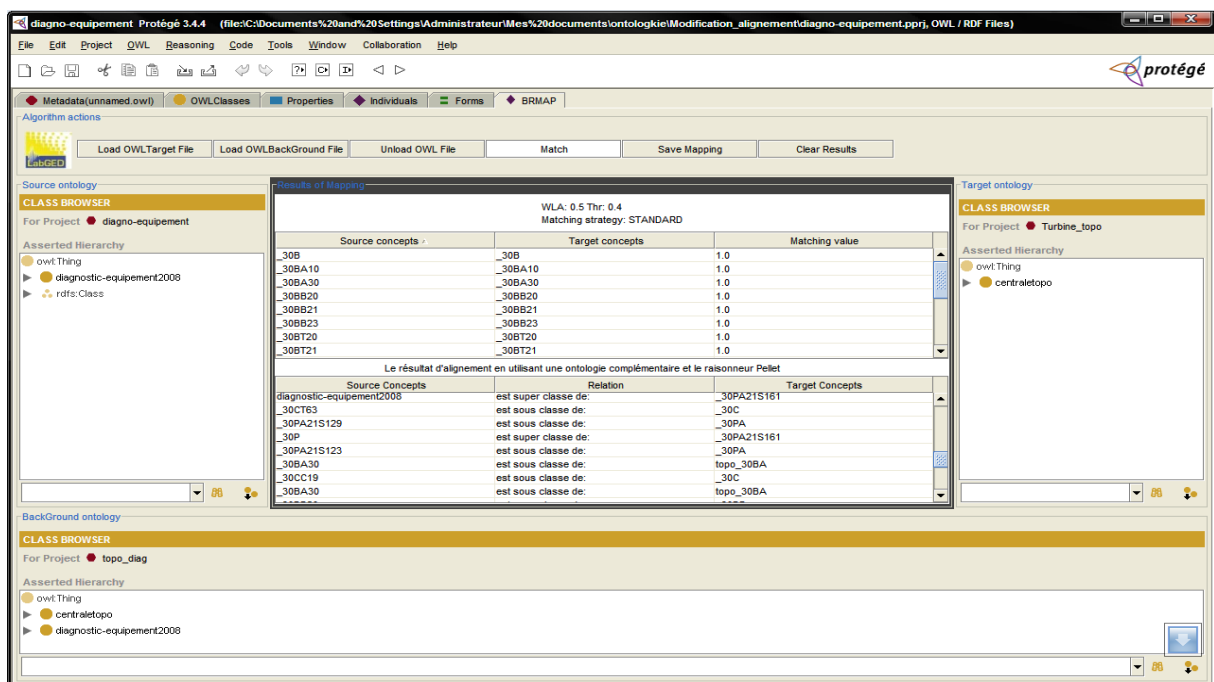 diagno-equipement Protégé 3.4.4 (file:\C:\Documents%20and%20Settings\Administrateur\Mes%20documents\ontologkie\Modification_alignement\diagno-equipement.pprj, OWL / RDF Files)
File Edit Project OWL Reasoning Code Tools Window Collaboration Help
protégé
Metadata(unnamed.owl) OWLClasses Properties Individuals Forms BRMAP
Algorithm actions
LabGED Load OWLTarget File Load OWLBackGround File Unload OWL File Match Save Mapping Clear Results
Source ontology
CLASS BROWSER
For Project diagno-equipement
Asserted Hierarchy
owl:Thing
diagnostic-equipement2008
rdfs:Class
Results of Mapping
WLA: 0.5 Thr: 0.4
Matching strategy: STANDARD
Source concepts Target concepts Matching value
_30B _30B 1.0
_30BA10 _30BA10 1.0
_30BA30 _30BA30 1.0
_30BB20 _30BB20 1.0
_30BB21 _30BB21 1.0
_30BB23 _30BB23 1.0
_30BT20 _30BT20 1.0
_30BT21 _30BT21 1.0
Le résultat d'alignement en utilisant une ontologie complémentaire et le raisonneur Pellet
Source Concepts Relation Target Concepts
diagnostic-equipement2008 est super classe de: _30PA21S161
_30CT63 est sous classe de: _30C
_30PA21S129 est sous classe de: _30PA
_30P est super classe de: _30PA21S161
_30PA21S123 est sous classe de: _30PA
_30BA30 est sous classe de: topo_30BA
_30CC19 est sous classe de: _30C
_30BA30 est sous classe de: topo_30BA
Target ontology
CLASS BROWSER
For Project Turbine_topo
Asserted Hierarchy
owl:Thing
centraletopo
BackGround ontology
CLASS BROWSER
For Project topo_diag
Asserted Hierarchy
owl:Thing
centraletopo
diagnostic-equipement2008